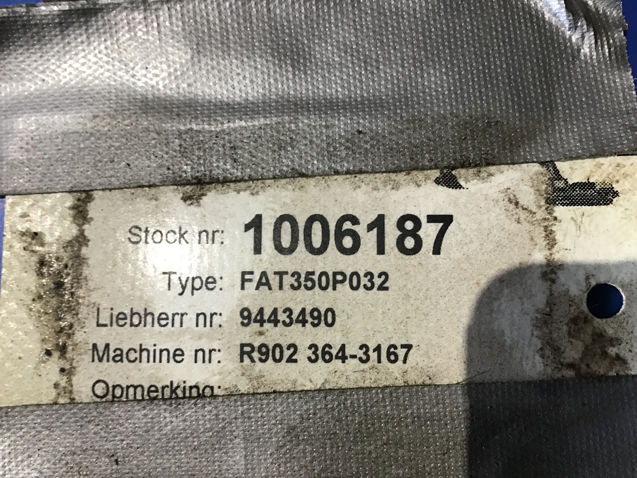 Stock nr: 1006187
Type: FAT350P032
Liebherr nr: 9443490
Machine nr: R902 364-3167
Opmerking: